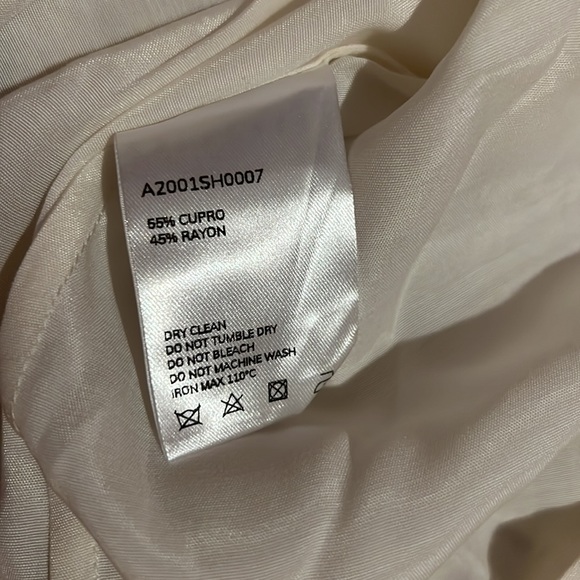 A2001SH0007
55% CUPRO
45% RAYON
DRY CLEAN
DO NOT TUMBLE DRY
DO NOT BLEACH
DO NOT MACHINE WASH
IRON MAX 110°C